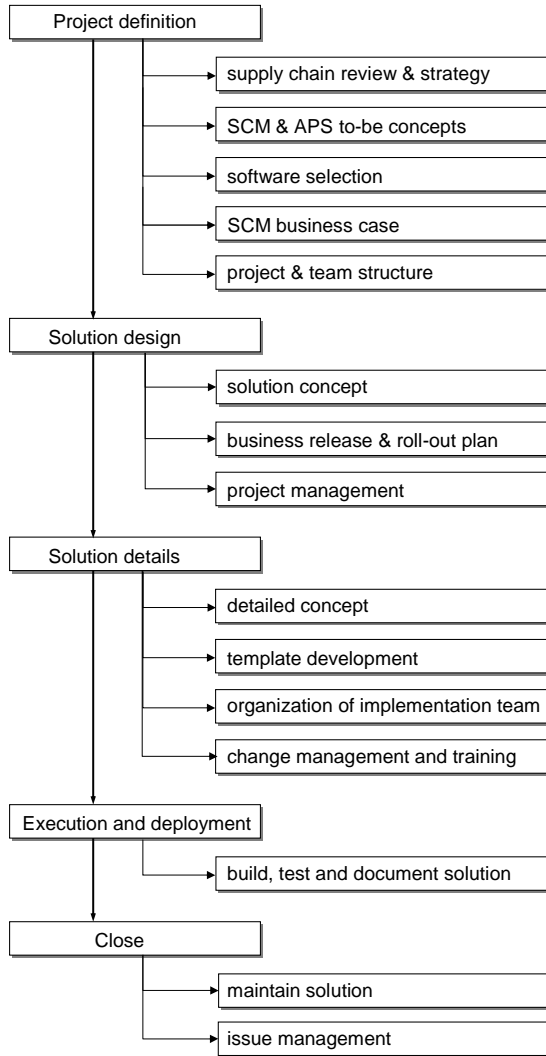 Project definition
supply chain review & strategy
SCM & APS to-be concepts
software selection
SCM business case
project & team structure
Solution design
solution concept
business release & roll-out plan
project management
Solution details
detailed concept
template development
organization of implementation team
change management and training
Execution and deployment
build, test and document solution
Close
maintain solution
issue management